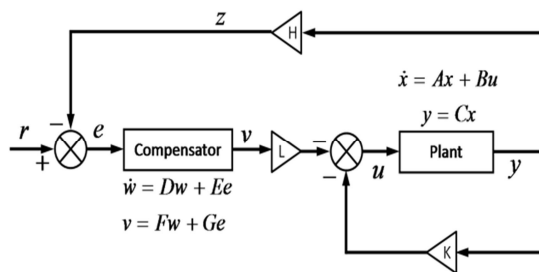 z
H
ẋ = Ax + Bu
y = Cx
−
r
e
v
+
Compensator
L
−
−
u
Plant
y
ẇ = Dw + Ee
v = Fw + Ge
K